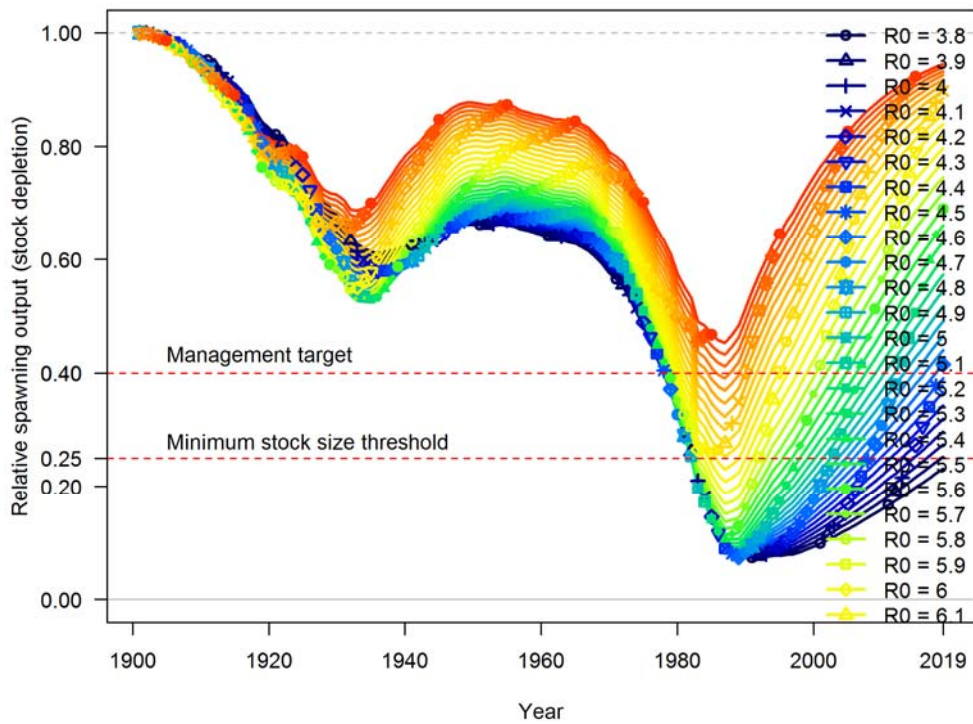 Relative spawning output (stock depletion)
1.00
0.80
0.60
0.40
0.25
0.20
0.00
Management target
Minimum stock size threshold
R0 = 3.8
R0 = 3.9
R0 = 4
R0 = 4.1
R0 = 4.2
R0 = 4.3
R0 = 4.4
R0 = 4.5
R0 = 4.6
R0 = 4.7
R0 = 4.8
R0 = 4.9
R0 = 5
R0 = 5.1
R0 = 5.2
R0 = 5.3
R0 = 5.4
R0 = 5.5
R0 = 5.6
R0 = 5.7
R0 = 5.8
R0 = 5.9
R0 = 6
R0 = 6.1
1900 1920 1940 1960 1980 2000 2019
Year